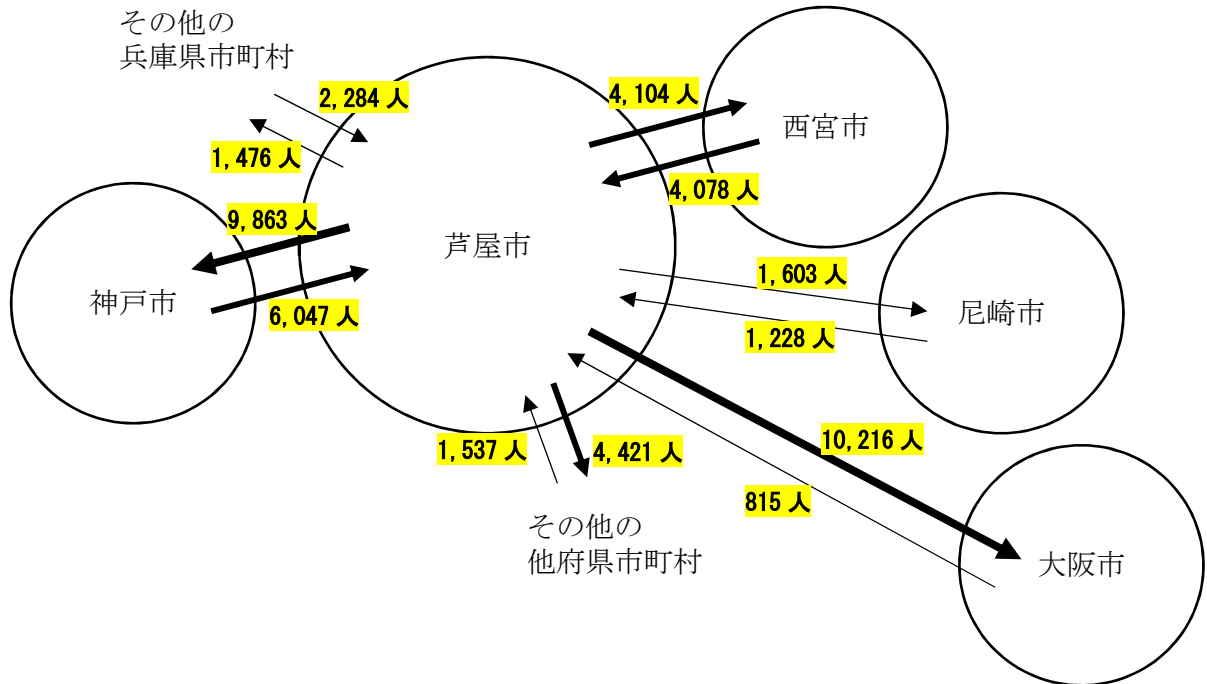 その他の
兵庫県市町村
2,284 人
1,476 人
4,104 人
4,078 人
西宮市
9,863 人
6,047 人
神戸市
芦屋市
1,603 人
1,228 人
尼崎市
1,537 人
4,421 人
その他の
他府県市町村
10,216 人
815 人
大阪市